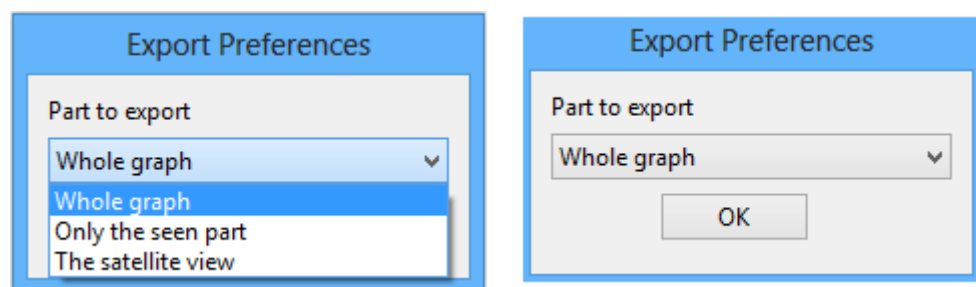 Export Preferences
Part to export
Whole graph
Whole graph
Only the seen part
The satellite view
Export Preferences
Part to export
Whole graph
OK